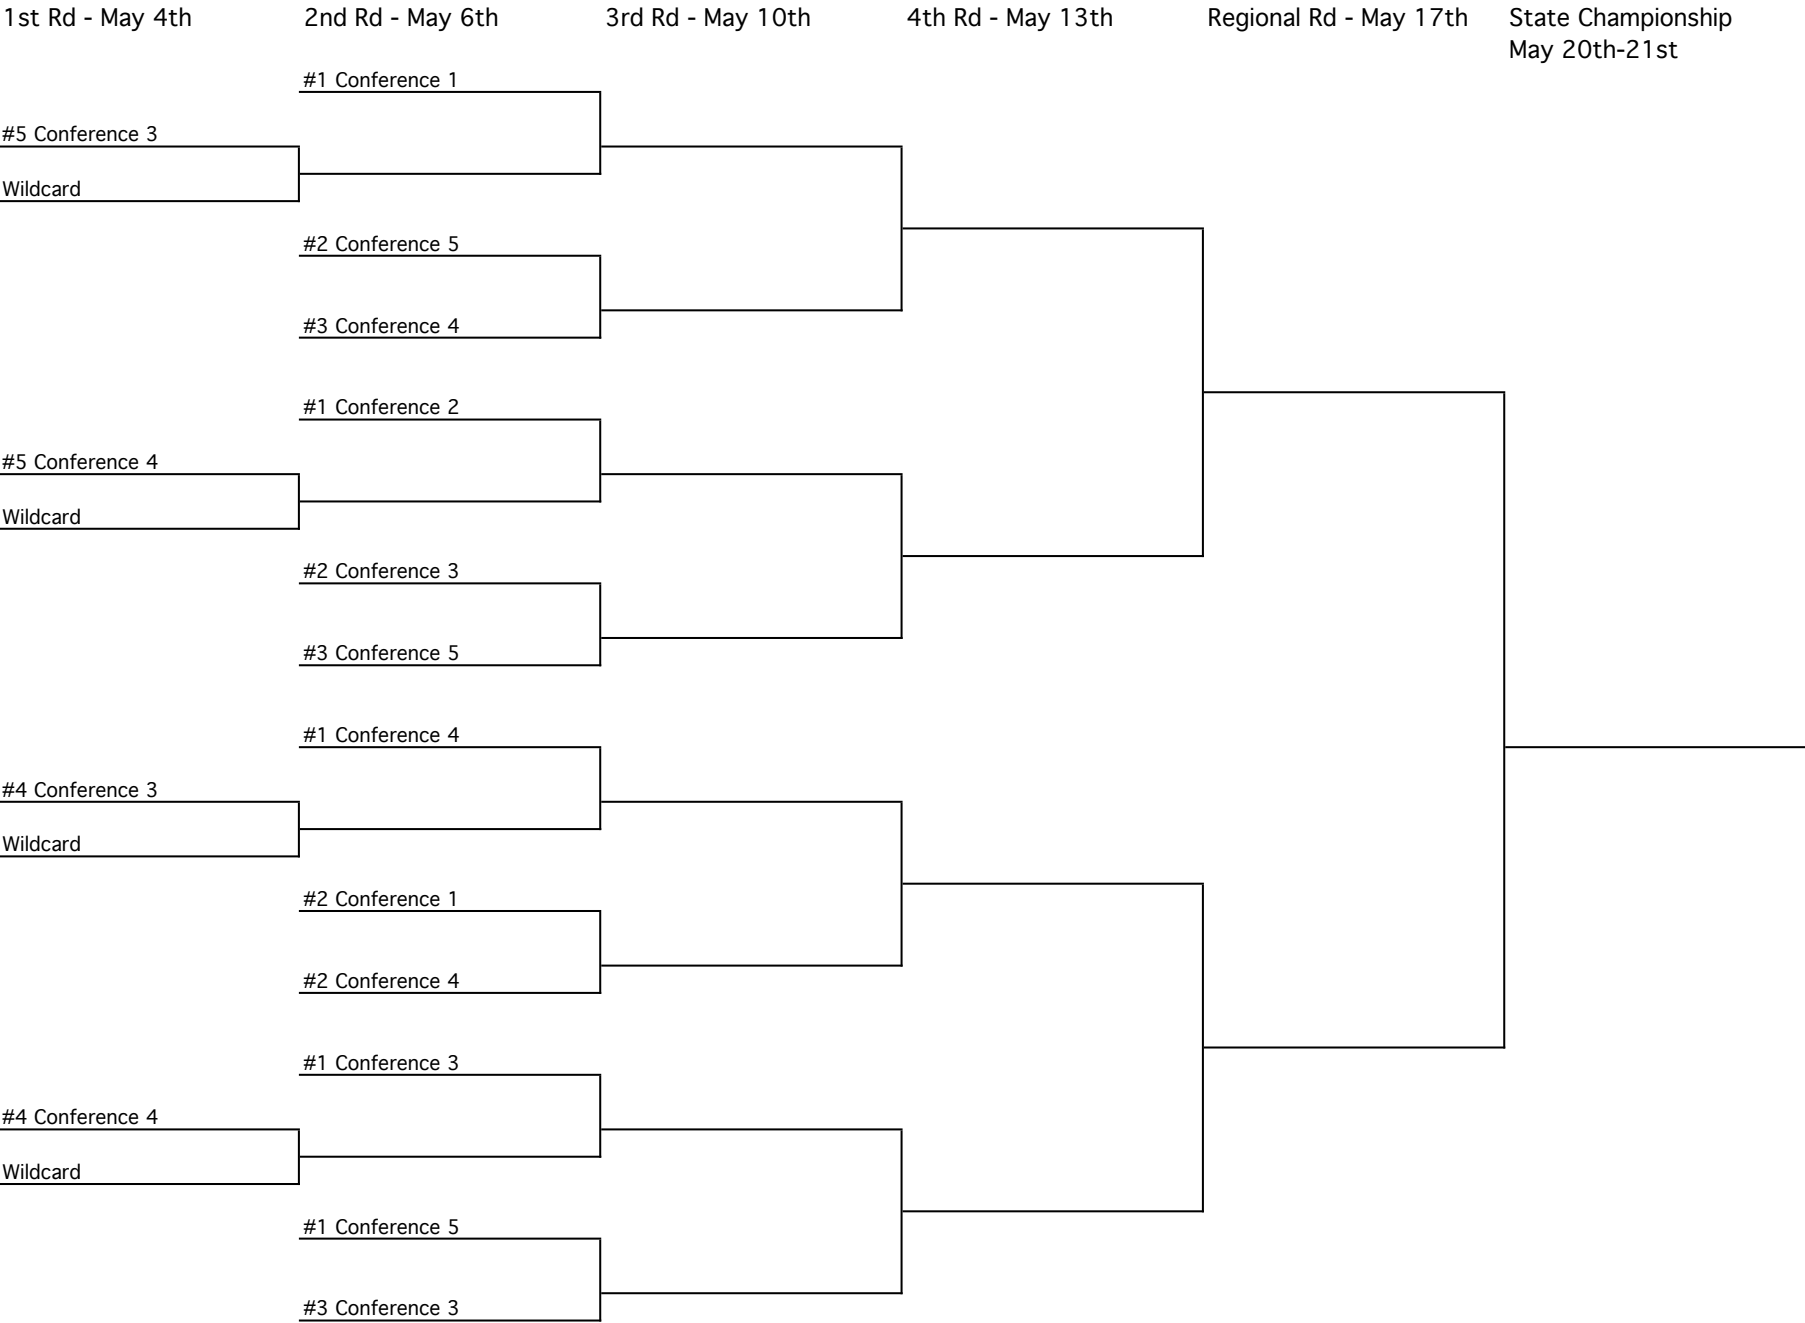 1st Rd - May 4th
2nd Rd - May 6th
3rd Rd - May 10th
4th Rd - May 13th
Regional Rd - May 17th
State Championship
May 20th-21st
#1 Conference 1
#5 Conference 3
Wildcard
#2 Conference 5
#3 Conference 4
#1 Conference 2
#5 Conference 4
Wildcard
#2 Conference 3
#3 Conference 5
#1 Conference 4
#4 Conference 3
Wildcard
#2 Conference 1
#2 Conference 4
#1 Conference 3
#4 Conference 4
Wildcard
#1 Conference 5
#3 Conference 3